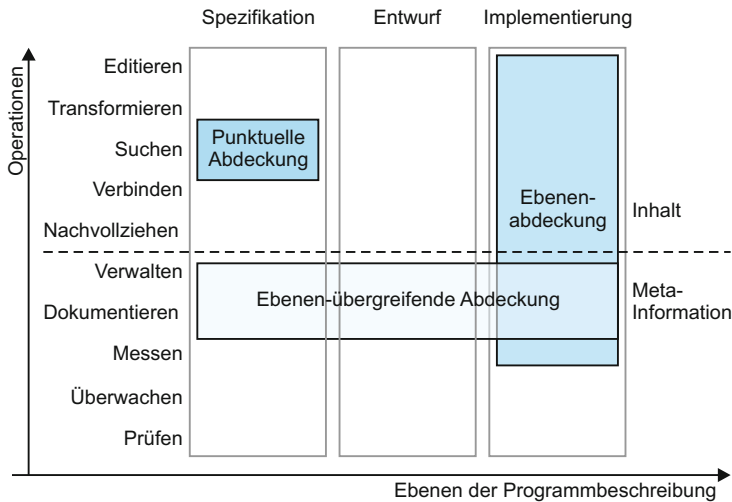 Spezifikation
Entwurf
Implementierung
Operationen
Editieren
Transformieren
Suchen
Verbinden
Nachvollziehen
Verwalten
Dokumentieren
Messen
Überwachen
Prüfen
Punktuelle
Abdeckung
Ebenen-
abdeckung
Ebenen-übergreifende Abdeckung
Inhalt
Meta-
Information
Ebenen der Programmbeschreibung